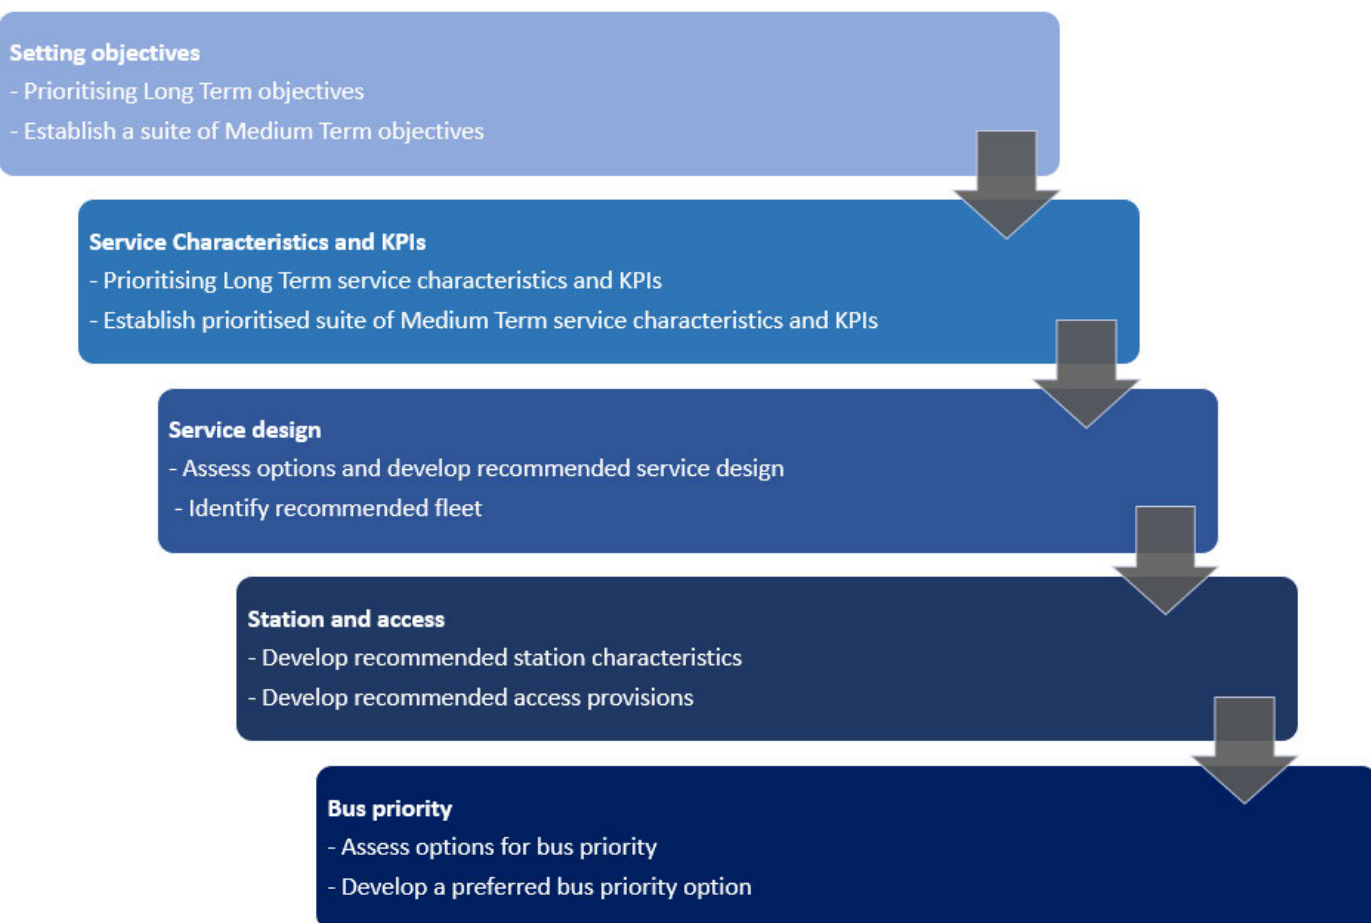 Setting objectives
- Prioritising Long Term objectives
- Establish a suite of Medium Term objectives
Service Characteristics and KPIs
- Prioritising Long Term service characteristics and KPIs
- Establish prioritised suite of Medium Term service characteristics and KPIs
Service design
- Assess options and develop recommended service design
- Identify recommended fleet
Station and access
- Develop recommended station characteristics
- Develop recommended access provisions
Bus priority
- Assess options for bus priority
- Develop a preferred bus priority option